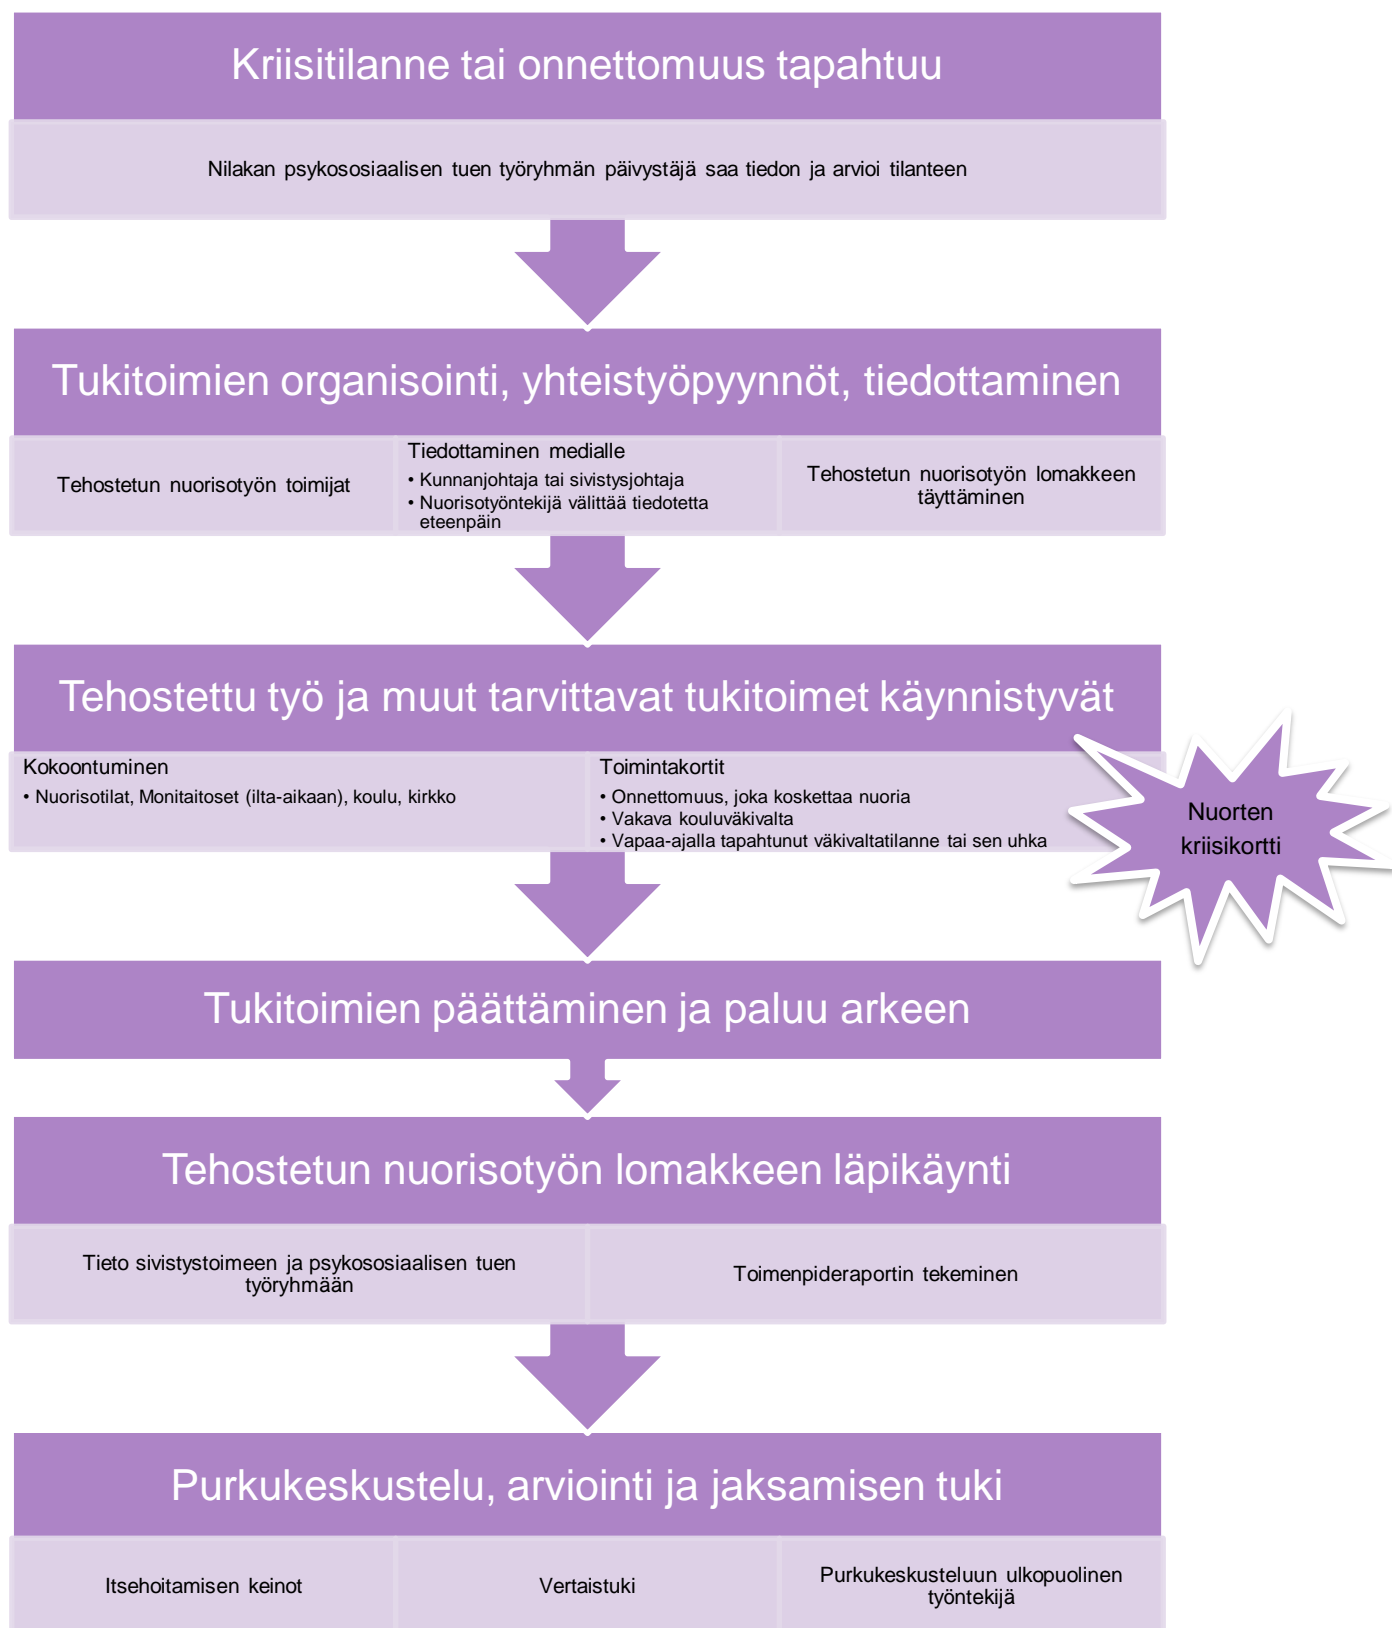 Kriisitilanne tai onnettomuus tapahtuu
Nilakan psykososiaalisen tuen työryhmän päivystäjä saa tiedon ja arvioi tilanteen
Tukitoimien organisointi, yhteistyöpyynnöt, tiedottaminen
Tehostetun nuorisotyön toimijat
Tiedottaminen medialle
• Kunnanjohtaja tai sivistysjohtaja
• Nuorisotyöntekijä välittää tiedotetta
eteenpäin
Tehostetun nuorisotyön lomakkeen
täyttäminen
Tehostettu työ ja muut tarvittavat tukitoimet käynnistyvät
Kokoontuminen
• Nuorisotilat, Monitaitoset (ilta-aikaan), koulu, kirkko
Toimintakortit
• Onnettomuus, joka koskettaa nuoria
• Vakava kouluväkivalta
• Vapaa-ajalla tapahtunut väkivaltatilanne tai sen uhka
Nuorten
kriisikortti
Tukitoimien päättäminen ja paluu arkeen
Tehostetun nuorisotyön lomakkeen läpikäynti
Tieto sivistystoimeen ja psykososiaalisen tuen
työryhmään
Toimenpideraportin tekeminen
Purkukeskustelu, arviointi ja jaksamisen tuki
Itsehoitamisen keinot
Vertaistuki
Purkukeskusteluun ulkopuolinen
työntekijä